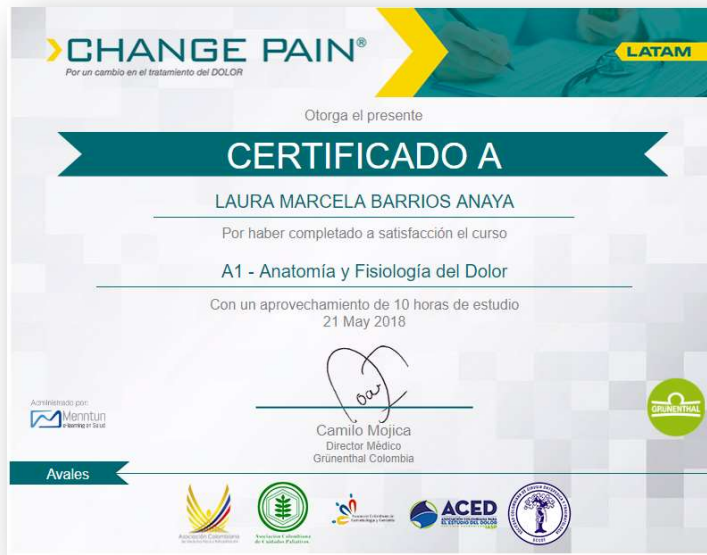 CHANGE PAIN®
Por un cambio en el tratamiento del DOLOR
LATAM
Otorga el presente
CERTIFICADO A
LAURA MARCELA BARRIOS ANAYA
Por haber completado a satisfacción el curso
A1 - Anatomía y Fisiología del Dolor
Con un aprovechamiento de 10 horas de estudio
21 May 2018
Administrado por:
Menntun
e-learning en Salud
Camilo Mojica
Director Médico
Grünenthal Colombia
GRÜNENTHAL
Avales
Asociación Colombiana
Asociación Colombiana
de Cuidados Paliativos
ACED
ASOCIACIÓN COLOMBIANA PARA
EL ESTUDIO DEL DOLOR